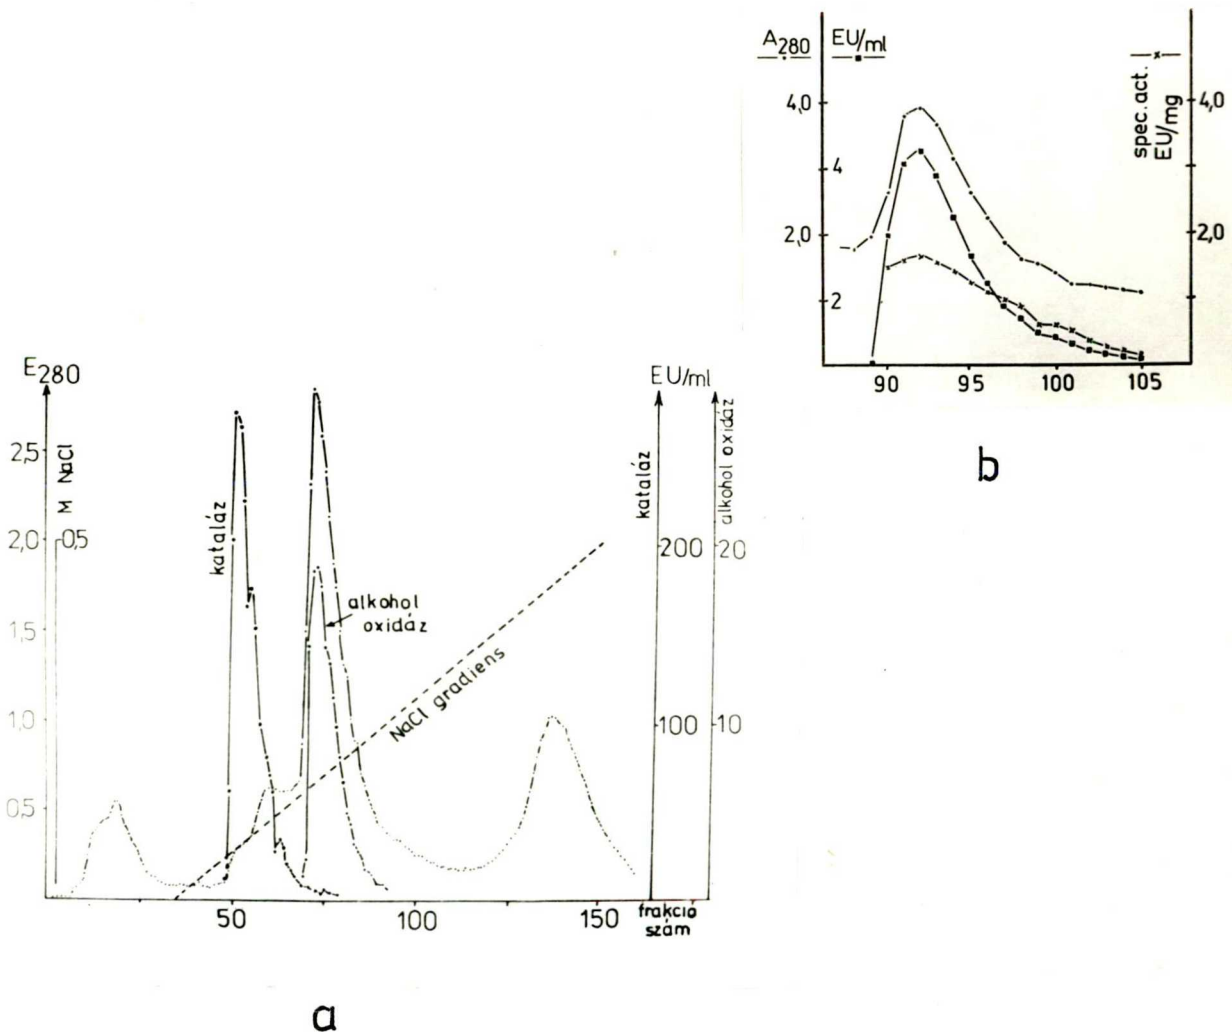 A280 EU/ml
spec.act.
EU/mg
4,0
4
2,0
2
4,0
2,0
90 95 100 105
b
E280
M NaCl
2,5
2,0
0,5
1,5
1,0
0,5
kataláz
alkohol
oxidáz
NaCl gradiens
EU/ml
kataláz
alkohol oxidáz
200 20
100 10
50 100 150 frakció
szám
a